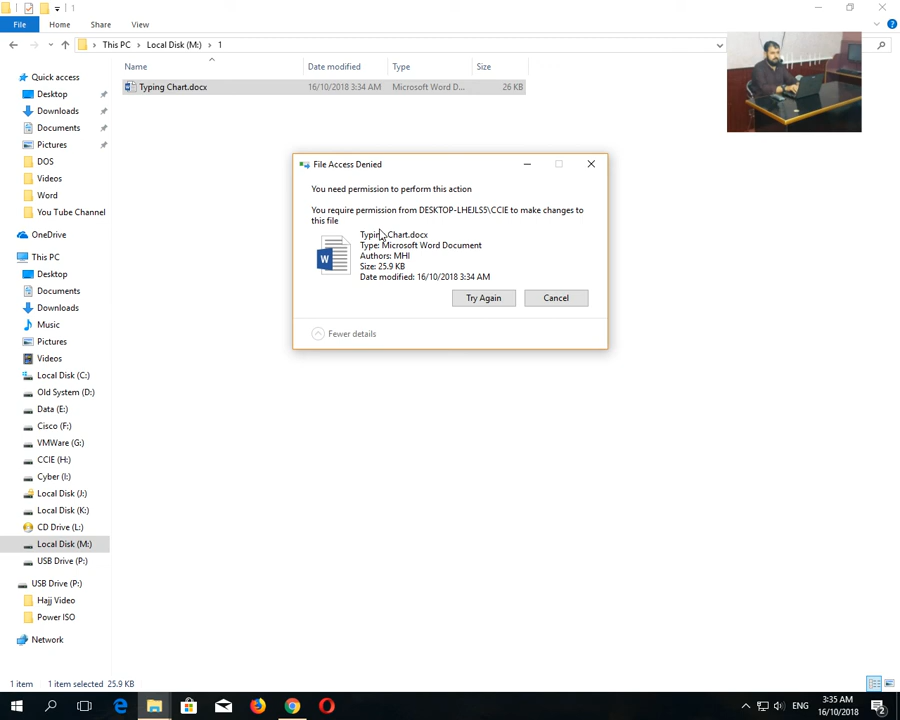 1
File
Home
Share
View
This PC
Local Disk (M:)
1
Name
Date modified
Type
Size
Typing Chart.docx
16/10/2018 3:34 AM
Microsoft Word D...
26 KB
Quick access
Desktop
Downloads
Documents
Pictures
DOS
Videos
Word
You Tube Channel
OneDrive
This PC
Desktop
Documents
Downloads
Music
Pictures
Videos
Local Disk (C:)
Old System (D:)
Data (E:)
Cisco (F:)
VMWare (G:)
CCIE (H:)
Cyber (I:)
Local Disk (J:)
Local Disk (K:)
CD Drive (L:)
Local Disk (M:)
USB Drive (P:)
USB Drive (P:)
Hajj Video
Power ISO
Network
File Access Denied
You need permission to perform this action
You require permission from DESKTOP-LHEJLS5\CCIE to make changes to
this file
Typing Chart.docx
Type: Microsoft Word Document
Authors: MHI
Size: 25.9 KB
Date modified: 16/10/2018 3:34 AM
Try Again
Cancel
Fewer details
1 item
1 item selected 25.9 KB
ENG
3:35 AM
16/10/2018
2